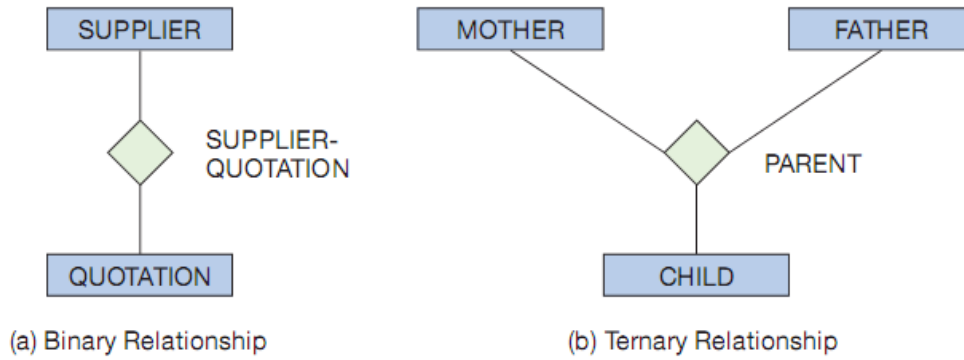 SUPPLIER
SUPPLIER-
QUOTATION
QUOTATION
(a) Binary Relationship
MOTHER
FATHER
PARENT
CHILD
(b) Ternary Relationship